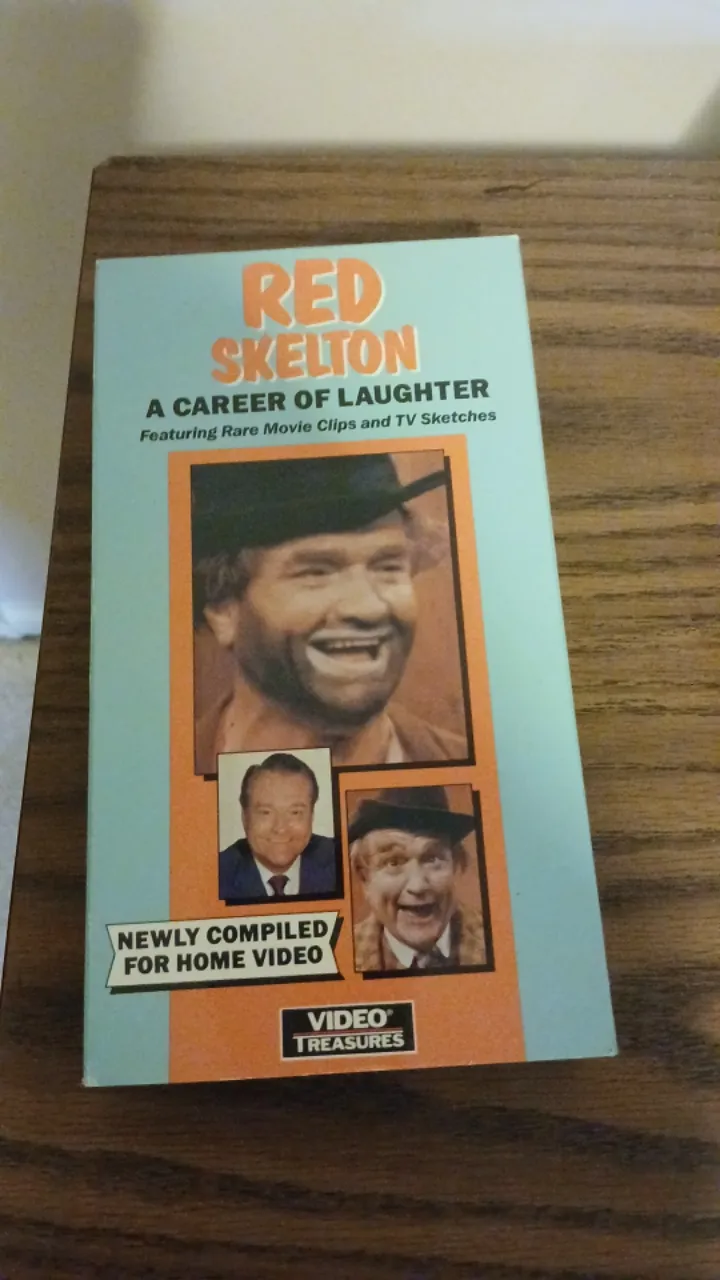 RED
SKELTON
A CAREER OF LAUGHTER
Featuring Rare Movie Clips and TV Sketches
NEWLY COMPILED
FOR HOME VIDEO
VIDEO®
TREASURES